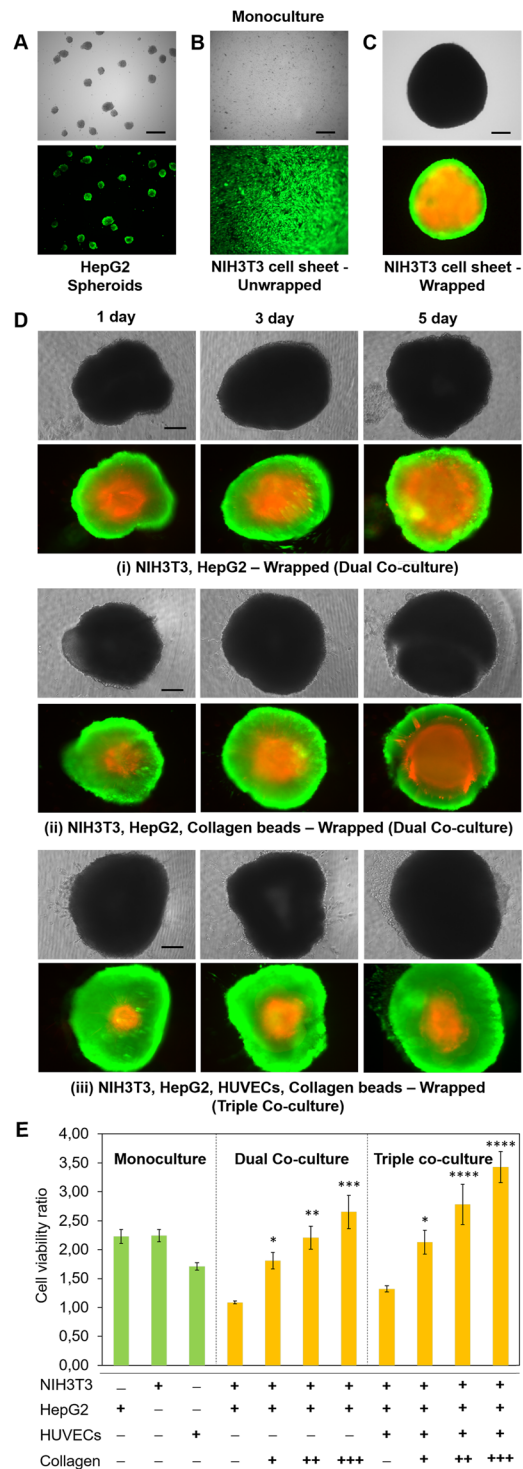 Monoculture
A
B
C
HepG2
Spheroids
NIH3T3 cell sheet -
Unwrapped
NIH3T3 cell sheet -
Wrapped
D
1 day
3 day
5 day
(i) NIH3T3, HepG2 – Wrapped (Dual Co-culture)
(ii) NIH3T3, HepG2, Collagen beads – Wrapped (Dual Co-culture)
(iii) NIH3T3, HepG2, HUVECs, Collagen beads – Wrapped
(Triple Co-culture)
E
Cell viability ratio
4,00
3,50
3,00
2,50
2,00
1,50
1,00
0,50
0,00
Monoculture
Dual Co-culture
Triple co-culture
* ** *** * **** ****
NIH3T3 – + – + + + + + + + +
HepG2 + – – + + + + + + + +
HUVECs – – + – – – – + + + +
Collagen – – – – + ++ +++ – + ++ +++